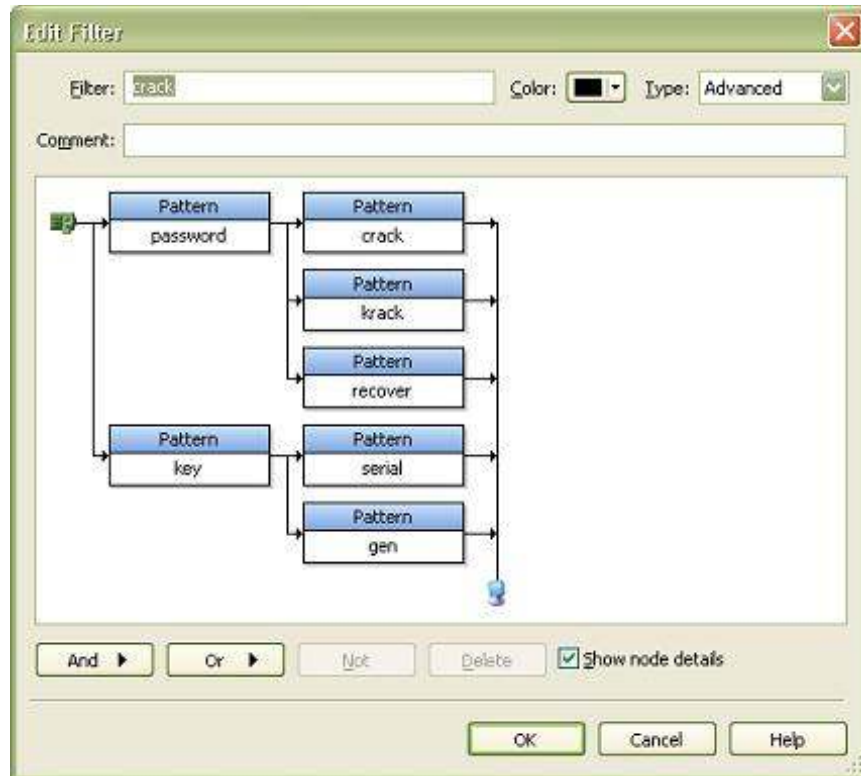 Edit Filter
Filter: crack Color: Type: Advanced
Comment:
Pattern Pattern
password crack
Pattern
krack
Pattern
recover
Pattern Pattern
key serial
Pattern
gen
And Or Not Delete Show node details
OK Cancel Help